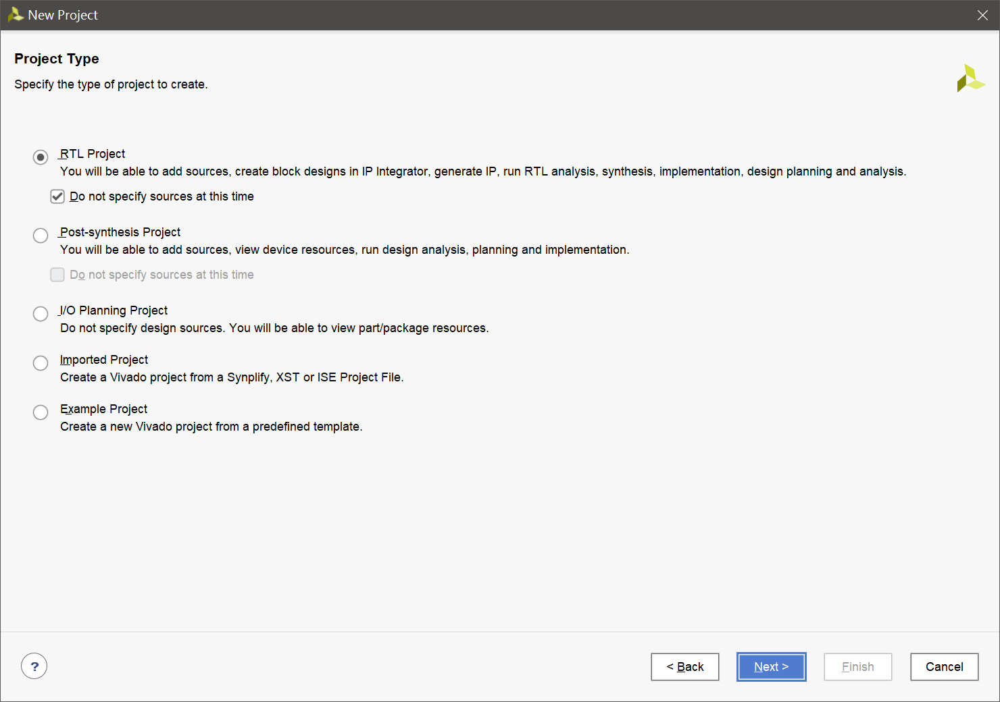 New Project
Project Type
Specify the type of project to create.
RTL Project
You will be able to add sources, create block designs in IP Integrator, generate IP, run RTL analysis, synthesis, implementation, design planning and analysis.
Do not specify sources at this time
Post-synthesis Project
You will be able to add sources, view device resources, run design analysis, planning and implementation.
Do not specify sources at this time
I/O Planning Project
Do not specify design sources. You will be able to view part/package resources.
Imported Project
Create a Vivado project from a Synplify, XST or ISE Project File.
Example Project
Create a new Vivado project from a predefined template.
? < Back Next > Finish Cancel